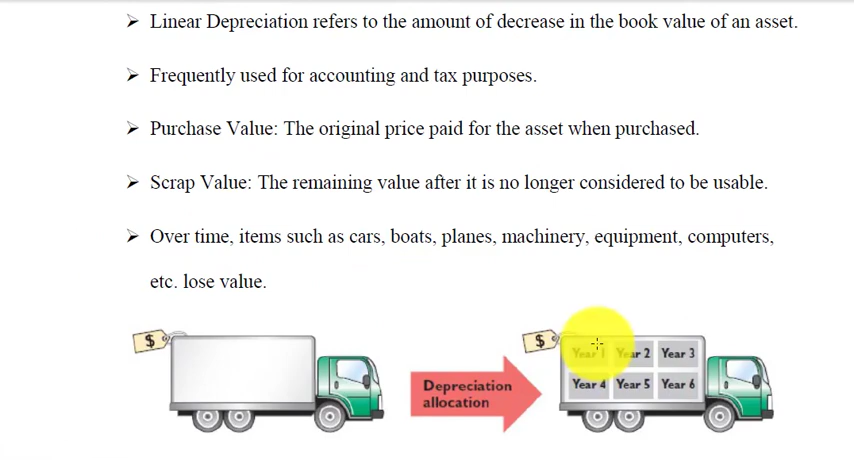 ➢ Linear Depreciation refers to the amount of decrease in the book value of an asset.
➢ Frequently used for accounting and tax purposes.
➢ Purchase Value: The original price paid for the asset when purchased.
➢ Scrap Value: The remaining value after it is no longer considered to be usable.
➢ Over time, items such as cars, boats, planes, machinery, equipment, computers,
etc. lose value.
$
$
Year 1 Year 2 Year 3
Year 4 Year 5 Year 6
Depreciation
allocation